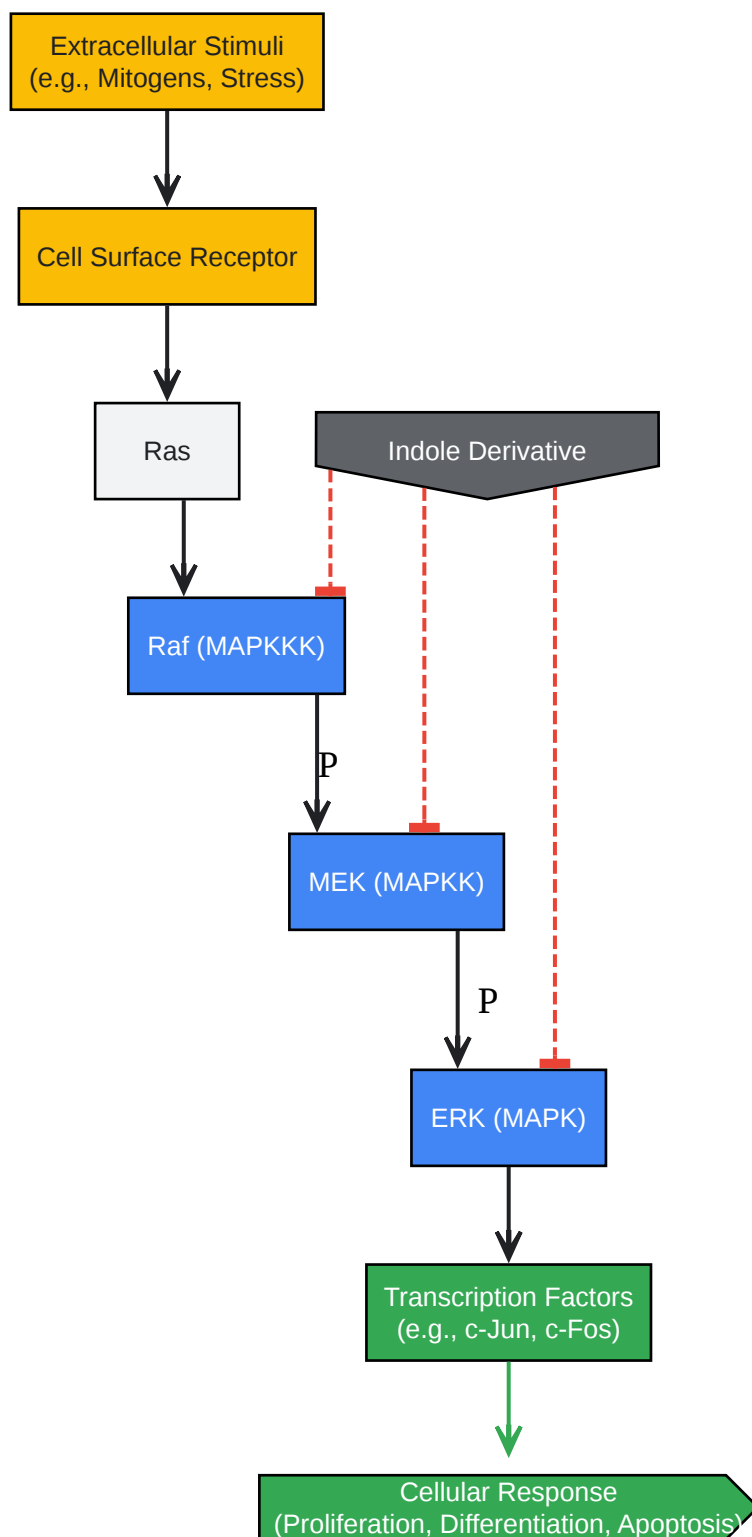 Extracellular Stimuli
(e.g., Mitogens, Stress)
Cell Surface Receptor
Ras
Indole Derivative
Raf (MAPKKK)
P
MEK (MAPKK)
P
ERK (MAPK)
Transcription Factors
(e.g., c-Jun, c-Fos)
Cellular Response
(Proliferation, Differentiation, Apoptosis)